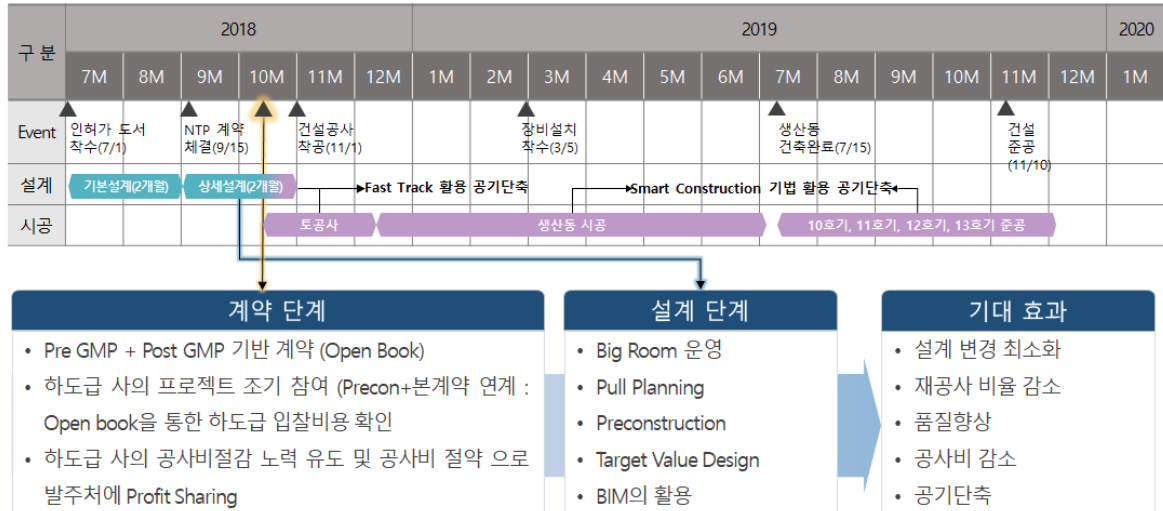 구 분
2018
2019
2020
7M 8M 9M 10M 11M 12M 1M 2M 3M 4M 5M 6M 7M 8M 9M 10M 11M 12M 1M
Event
인허가 도서
착수(7/1)
NTP 계약
체결(9/15)
건설공사
착공(11/1)
장비설치
착수(3/5)
생산동
건축완료(7/15)
건설
준공
(11/10)
설계
기본설계(2개월)
상세설계(2개월)
Fast Track 활용 공기단축
Smart Construction 기법 활용 공기단축
시공
토공사
생산동 시공
10호기, 11호기, 12호기, 13호기 준공
계약 단계
• Pre GMP + Post GMP 기반 계약 (Open Book)
• 하도급 사의 프로젝트 조기 참여 (Precon+본계약 연계 :
Open book을 통한 하도급 입찰비용 확인
• 하도급 사의 공사비절감 노력 유도 및 공사비 절약 으로
발주처에 Profit Sharing
설계 단계
• Big Room 운영
• Pull Planning
• Preconstruction
• Target Value Design
• BIM의 활용
기대 효과
• 설계 변경 최소화
• 재공사 비율 감소
• 품질향상
• 공사비 감소
• 공기단축